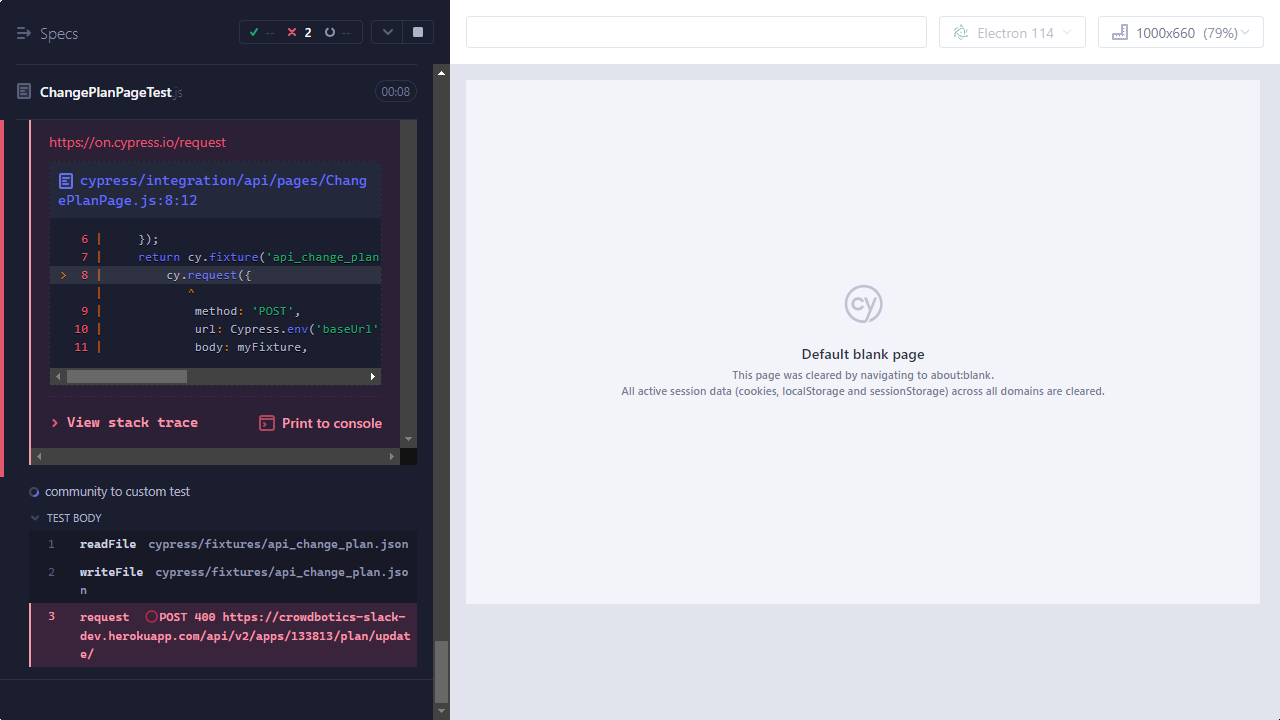 Specs
--
2
--
Electron 114
1000x660 (79%)
ChangePlanPageTest.js
00:08
https://on.cypress.io/request
cypress/integration/api/pages/Chang
ePlanPage.js:8:12
6 | });
7 | return cy.fixture('api_change_plan
> 8 | cy.request({
| ^
9 | method: 'POST',
10 | url: Cypress.env('baseUrl'
11 | body: myFixture,
View stack trace
Print to console
community to custom test
TEST BODY
1 readFile cypress/fixtures/api_change_plan.json
2 writeFile cypress/fixtures/api_change_plan.jso
n
3 request POST 400 https://crowdbotics-slack-
dev.herokuapp.com/api/v2/apps/133813/plan/updat
e/
cy
Default blank page
This page was cleared by navigating to about:blank.
All active session data (cookies, localStorage and sessionStorage) across all domains are cleared.